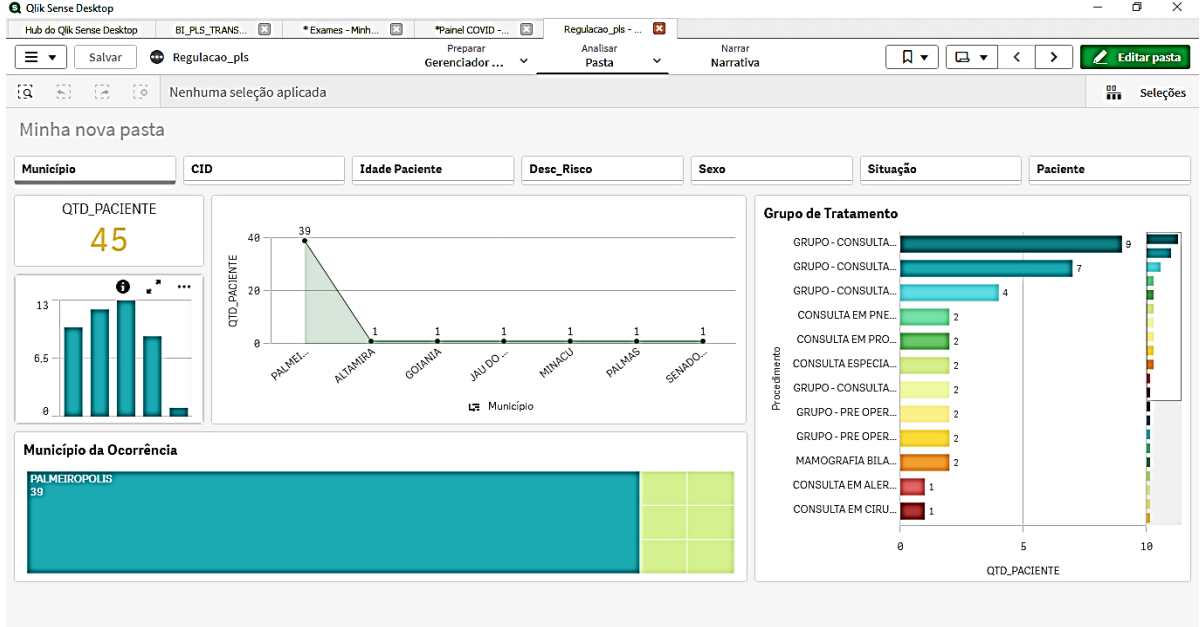 Qlik Sense Desktop
Hub do Qlik Sense Desktop
BI_PLS_TRANS...
* Exames - Minh...
*Painel COVID -...
Regulacao_pls - ...
Salvar
Regulacao_pls
Preparar
Gerenciador ...
Analisar
Pasta
Narrar
Narrativa
Editar pasta
Nenhuma seleção aplicada
Seleções
Minha nova pasta
Município
CID
Idade Paciente
Desc_Risco
Sexo
Situação
Paciente
QTD_PACIENTE
45
13
6,5
0
QTD_PACIENTE
40
20
0
39
1
1
1
1
1
1
PALMEI...
ALTAMIRA
GOIANIA
JAU DO ...
MINACU
PALMAS
SENADO...
Município
Município da Ocorrência
PALMEIROPOLIS
39
Grupo de Tratamento
Procedimento
GRUPO - CONSULTA... 9
GRUPO - CONSULTA... 7
GRUPO - CONSULTA... 4
CONSULTA EM PNE... 2
CONSULTA EM PRO... 2
CONSULTA ESPECIA... 2
GRUPO - CONSULTA... 2
GRUPO - PRE OPER... 2
GRUPO - PRE OPER... 2
MAMOGRAFIA BILA... 2
CONSULTA EM ALER... 1
CONSULTA EM CIRU... 1
0 5 10
QTD_PACIENTE